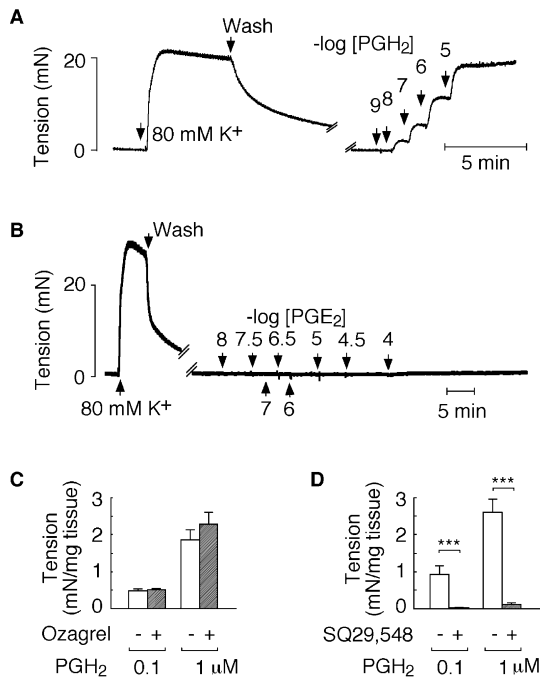 A
Wash
-log [PGH2]
5
6
7
9 8
20
0
Tension (mN)
80 mM K+
5 min
B
Wash
20
0
Tension (mN)
-log [PGE2]
8 7.5 6.5 5 4.5 4
7 6
80 mM K+
5 min
C
Tension
(mN/mg tissue)
3
2
1
0
Ozagrel - + - +
PGH2 0.1 1 μM
D
Tension
(mN/mg tissue)
3
2
1
0
***
***
SQ29,548 - + - +
PGH2 0.1 1 μM